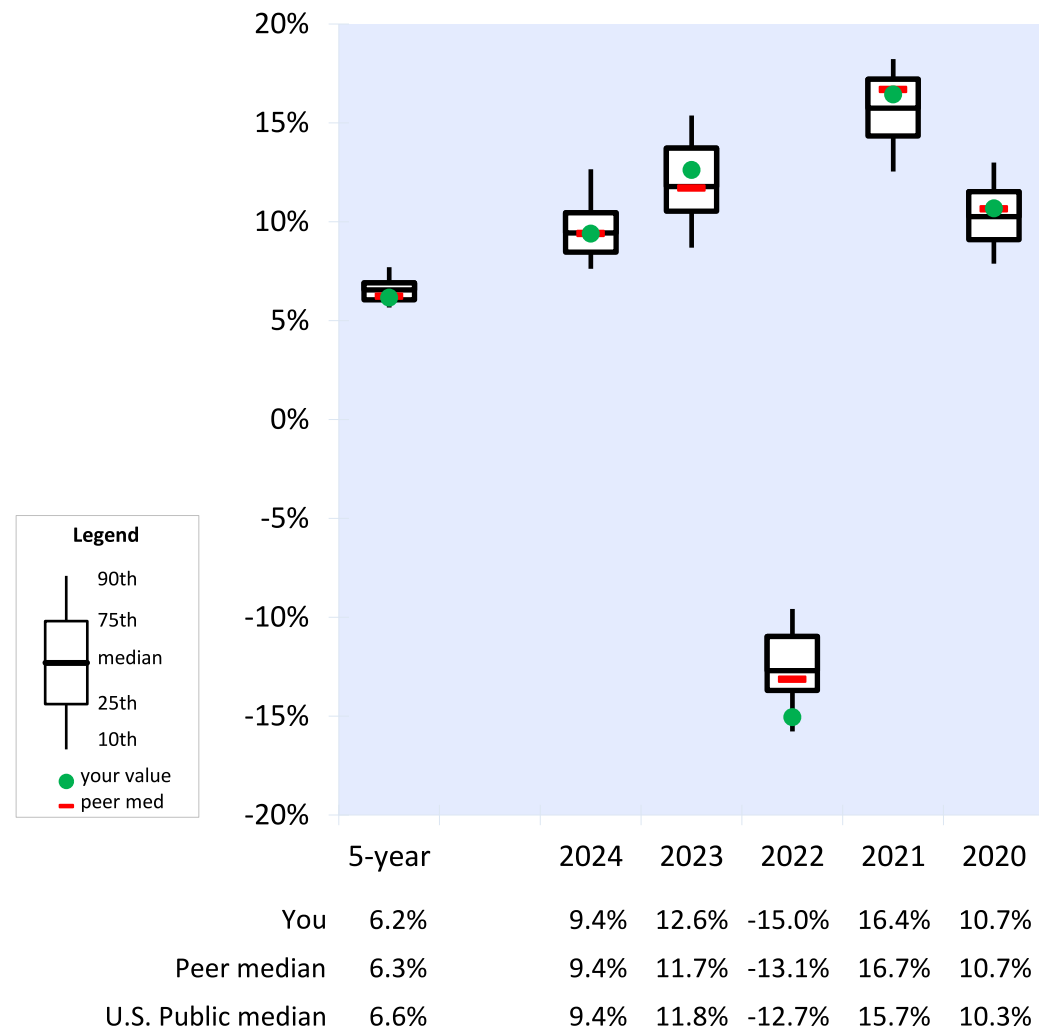 20%
15%
10%
5%
0%
-5%
-10%
-15%
-20%
Legend
90th
75th
median
25th
10th
your value
peer med
5-year 2024 2023 2022 2021 2020
You 6.2% 9.4% 12.6% -15.0% 16.4% 10.7%
Peer median 6.3% 9.4% 11.7% -13.1% 16.7% 10.7%
U.S. Public median 6.6% 9.4% 11.8% -12.7% 15.7% 10.3%